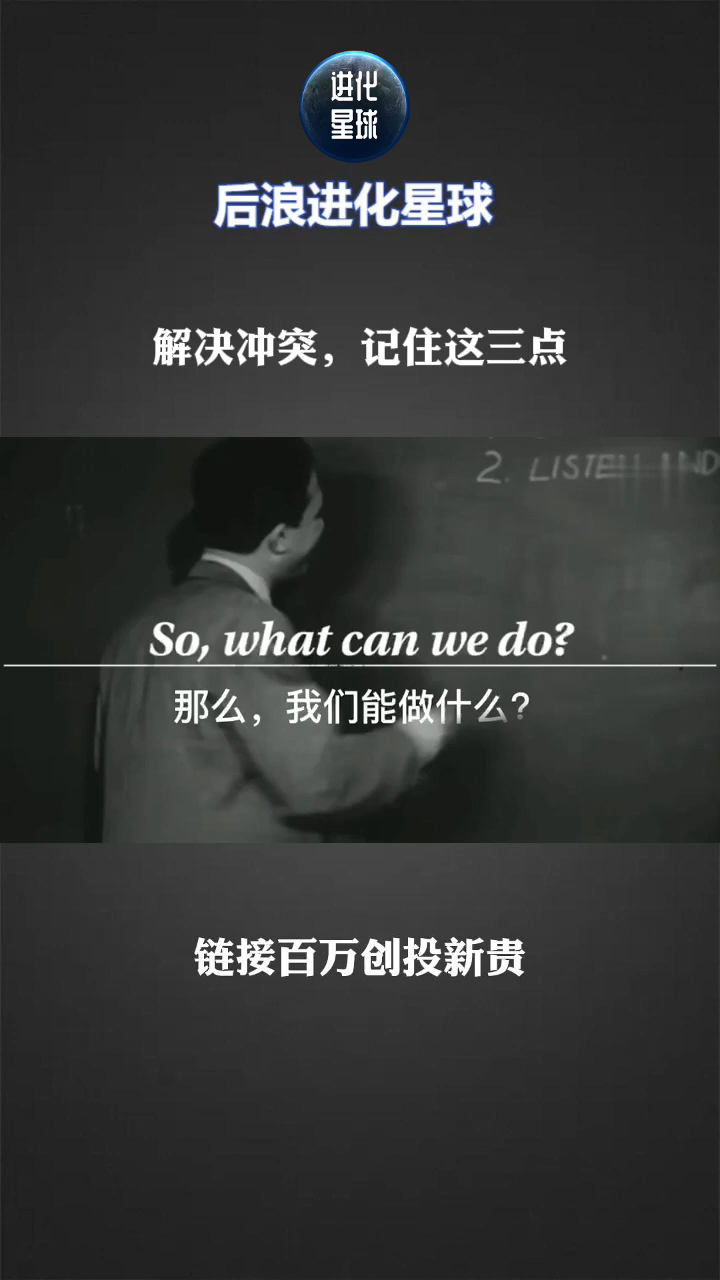 进化
星球
后浪进化星球
解决冲突，记住这三点
2. LISTEN
So, what can we do?
那么，我们能做什么？
链接百万创投新贵